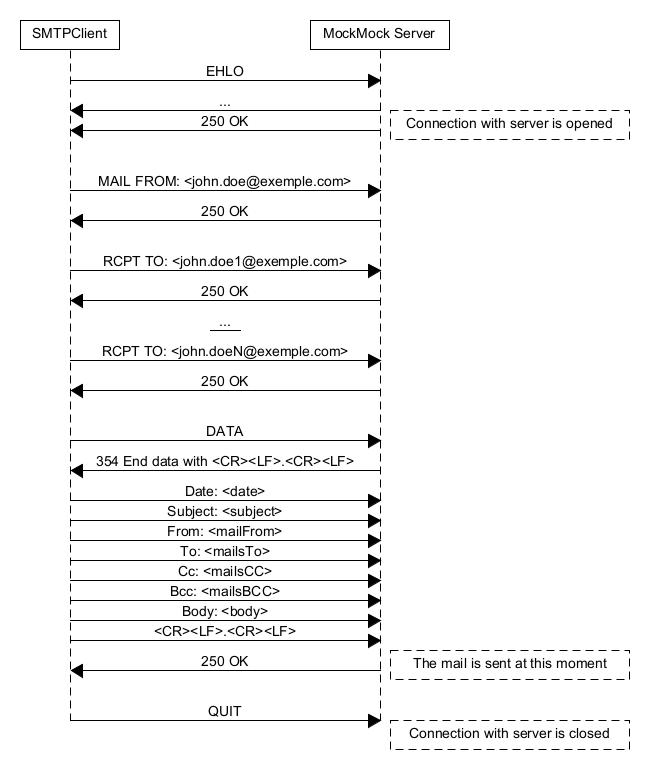 SMTPClient
MockMock Server
EHLO
...
250 OK
Connection with server is opened
MAIL FROM: <john.doe@exemple.com>
250 OK
RCPT TO: <john.doe1@exemple.com>
250 OK
...
RCPT TO: <john.doeN@exemple.com>
250 OK
DATA
354 End data with <CR><LF>.<CR><LF>
Date: <date>
Subject: <subject>
From: <mailFrom>
To: <mailsTo>
Cc: <mailsCC>
Bcc: <mailsBCC>
Body: <body>
<CR><LF>.<CR><LF>
250 OK
The mail is sent at this moment
QUIT
Connection with server is closed